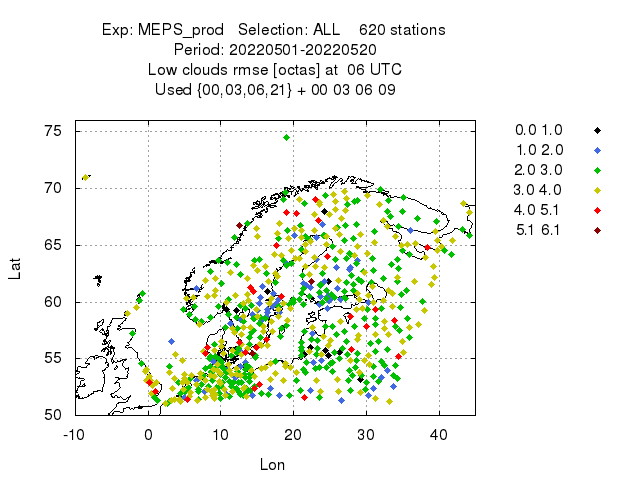 Exp: MEPS_prod   Selection: ALL    620 stations
Period: 20220501-20220520
Low clouds rmse [octas] at  06 UTC
Used {00,03,06,21} + 00 03 06 09
0.0 1.0
1.0 2.0
2.0 3.0
3.0 4.0
4.0 5.1
5.1 6.1
75
70
65
60
55
50
Lat
-10 0 10 20 30 40
Lon